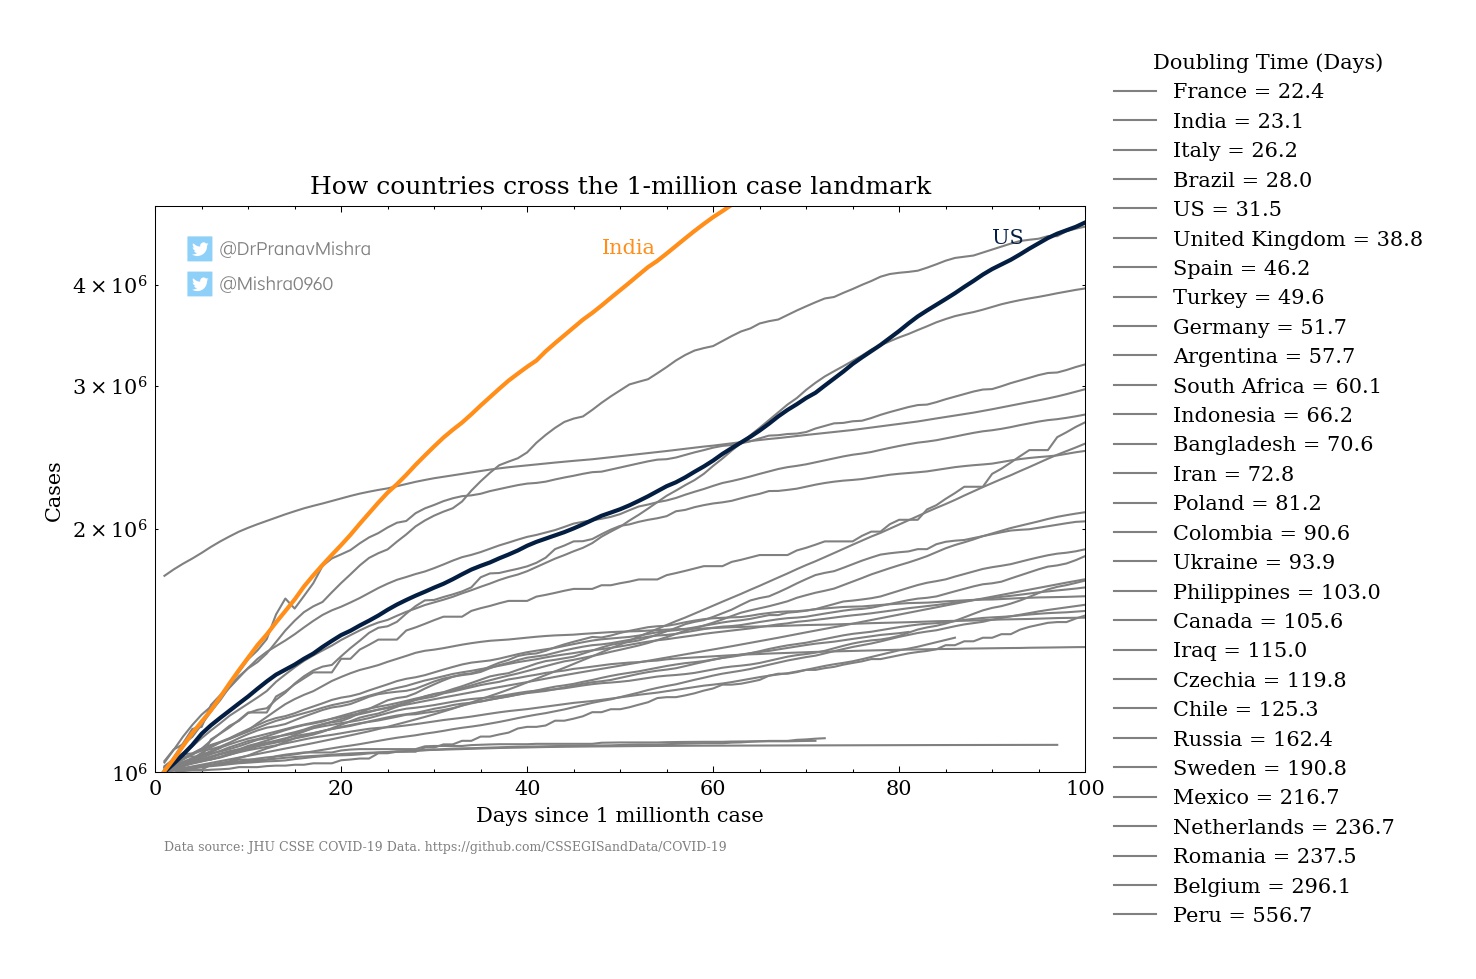 Doubling Time (Days)
France = 22.4
India = 23.1
Italy = 26.2
Brazil = 28.0
US = 31.5
United Kingdom = 38.8
Spain = 46.2
Turkey = 49.6
Germany = 51.7
Argentina = 57.7
South Africa = 60.1
Indonesia = 66.2
Bangladesh = 70.6
Iran = 72.8
Poland = 81.2
Colombia = 90.6
Ukraine = 93.9
Philippines = 103.0
Canada = 105.6
Iraq = 115.0
Czechia = 119.8
Chile = 125.3
Russia = 162.4
Sweden = 190.8
Mexico = 216.7
Netherlands = 236.7
Romania = 237.5
Belgium = 296.1
Peru = 556.7
How countries cross the 1-million case landmark
@DrPranavMishra
@Mishra0960
India
US
Cases
4 × 10⁶
3 × 10⁶
2 × 10⁶
10⁶
0 20 40 60 80 100
Days since 1 millionth case
Data source: JHU CSSE COVID-19 Data. https://github.com/CSSEGISandData/COVID-19